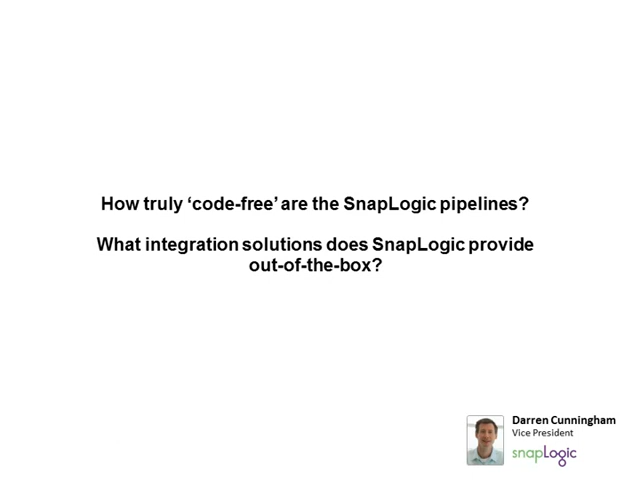 How truly ‘code-free’ are the SnapLogic pipelines?
What integration solutions does SnapLogic provide
out-of-the-box?
Darren Cunningham
Vice President
snapLogic